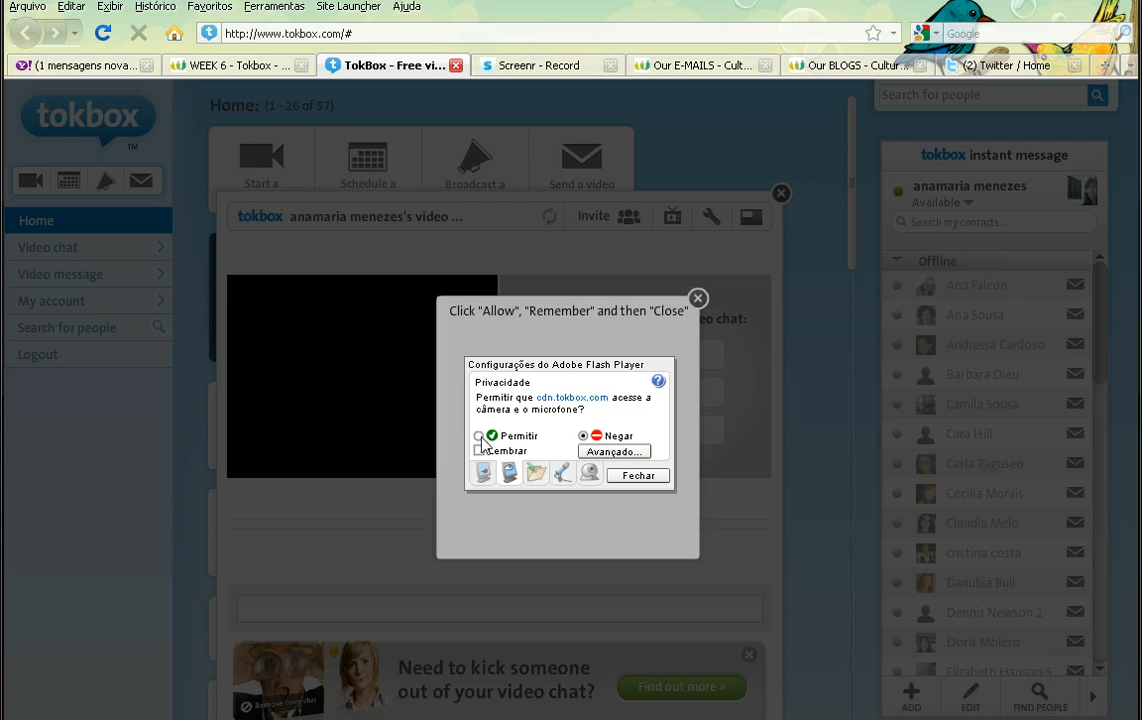 Arquivo Editar Exibir Histórico Favoritos Ferramentas Site Launcher Ajuda
http://www.tokbox.com/#
Google
(1 mensagens nova...
WEEK 6 - Tokbox - ...
TokBox - Free vi...
Screenr - Record
Our E-MAILS - Cult...
Our BLOGS - Cultur...
(2) Twitter / Home
tokbox
TM
Home: (1 - 26 of 57)
Search for people
Start a
Schedule a
Broadcast a
Send a video
tokbox instant message
anamaria menezes
Available
Search my contacts...
Home
Video chat
Video message
My account
Search for people
Logout
tokbox anamaria menezes's video ...
Invite
Click "Allow", "Remember" and then "Close"
eo chat:
Configurações do Adobe Flash Player
Privacidade
Permitir que cdn.tokbox.com acesse a
câmera e o microfone?
Permitir
Negar
Lembrar
Avançado...
Fechar
Offline
Ana Falcon
Ana Sousa
Andressa Cardoso
Barbara Dieu
Camila Sousa
Cara Hill
Carla Raguseo
Cecilia Morais
Claudia Melo
cristina costa
Danubia Bull
Dennis Newson 2
Doris Molero
Elizabeth Hanson-S
ADD
EDIT
FIND PEOPLE
Remove from chat
Need to kick someone
out of your video chat?
Find out more »